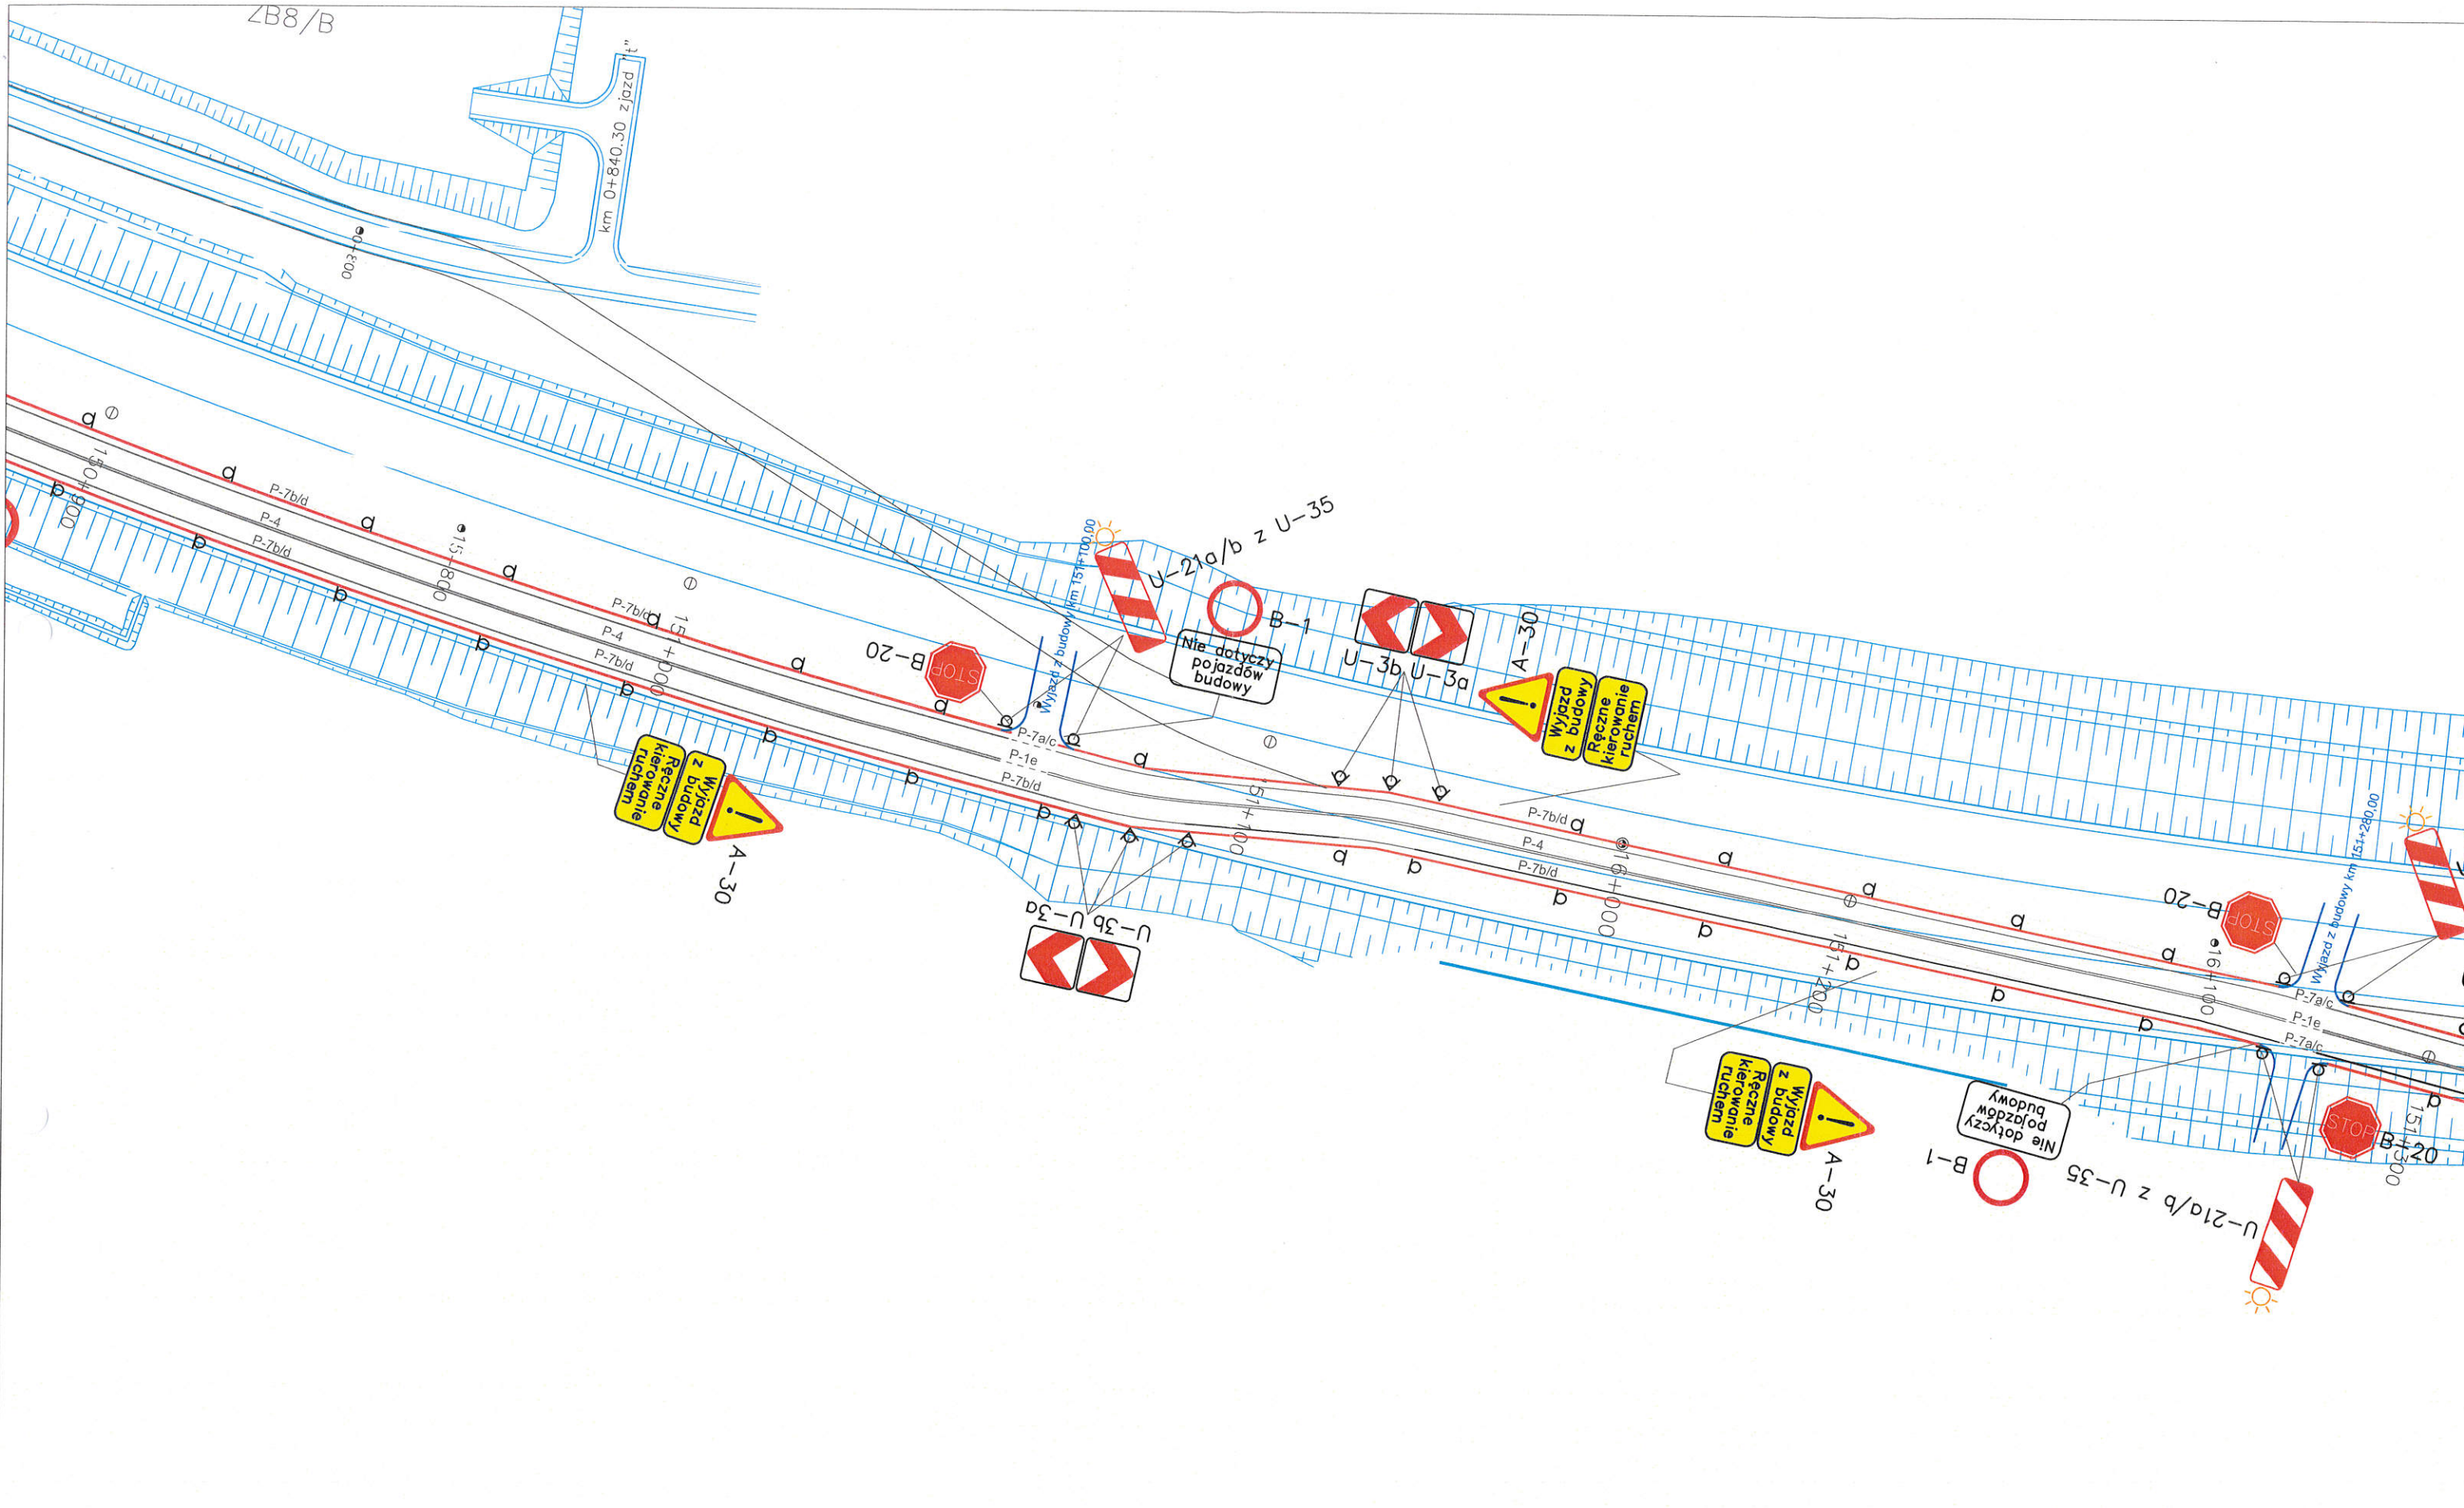 ZB8/B
km 0+840.30 zjazd "t"
0+300
150+900
P-7b/d
P-4
P-7b/d
15+800
P-7b/d
P-4
P-7b/d
151+000
B-20
STOP
Wyjazd z budowy km 151+100,00
U-21a/b z U-35
B-1
Nie dotyczy
pojazdów
budowy
U-3b
U-3a
A-30
Wyjazd
z budowy
Ręczne
kierowanie
ruchem
P-7a/c
P-1e
P-7b/d
Wyjazd
z budowy
Ręczne
kierowanie
ruchem
A-30
U-3a
U-3b
51+100
P-7b/d
P-4
P-7b/d
16+000
151+200
Wyjazd
z budowy
Ręczne
kierowanie
ruchem
A-30
B-20
STOP
Wyjazd z budowy km 151+280,00
16+100
P-7a/c
P-1e
P-7a/c
Nie dotyczy
pojazdów
budowy
B-1
U-21a/b z U-35
STOP
B-20
151+300